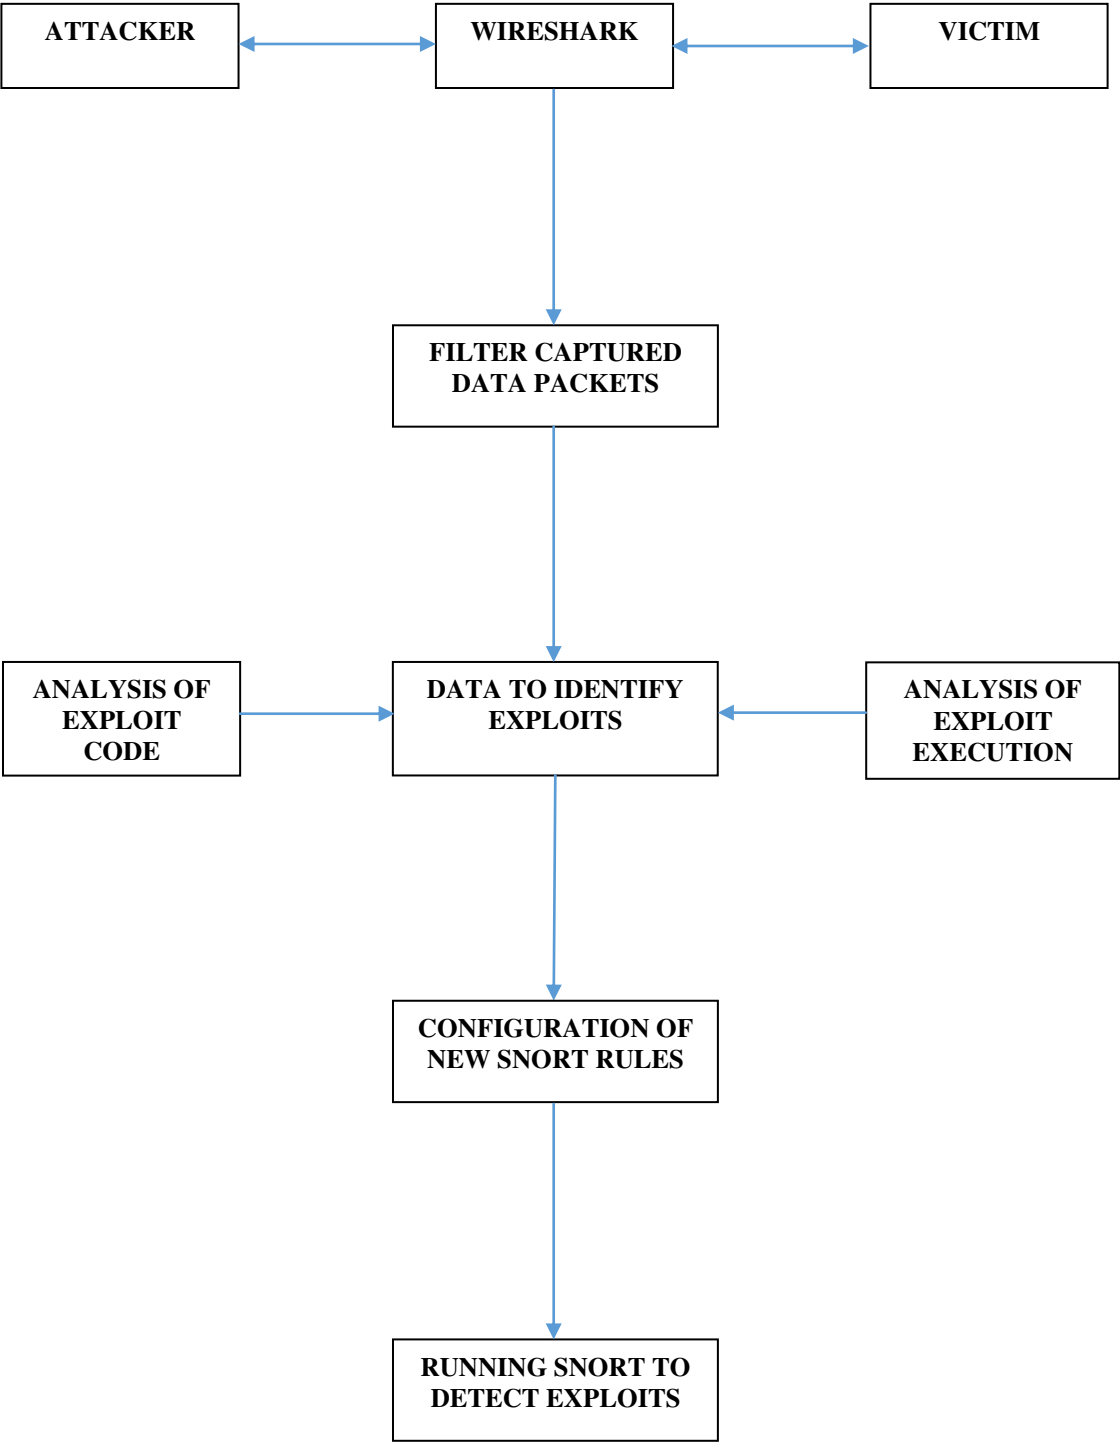 ATTACKER
WIRESHARK
VICTIM
FILTER CAPTURED
DATA PACKETS
ANALYSIS OF
EXPLOIT
CODE
DATA TO IDENTIFY
EXPLOITS
ANALYSIS OF
EXPLOIT
EXECUTION
CONFIGURATION OF
NEW SNORT RULES
RUNNING SNORT TO
DETECT EXPLOITS